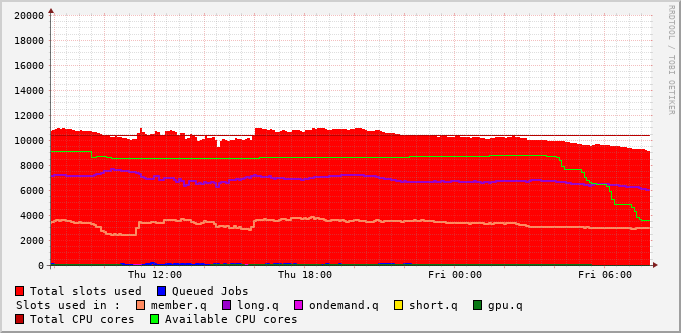 20000
18000
16000
14000
12000
10000
8000
6000
4000
2000
0
Thu 12:00 Thu 18:00 Fri 00:00 Fri 06:00
Total slots used Queued Jobs
Slots used in : member.q long.q ondemand.q short.q gpu.q
Total CPU cores Available CPU cores
RRDTOOL / TOBI OETIKER